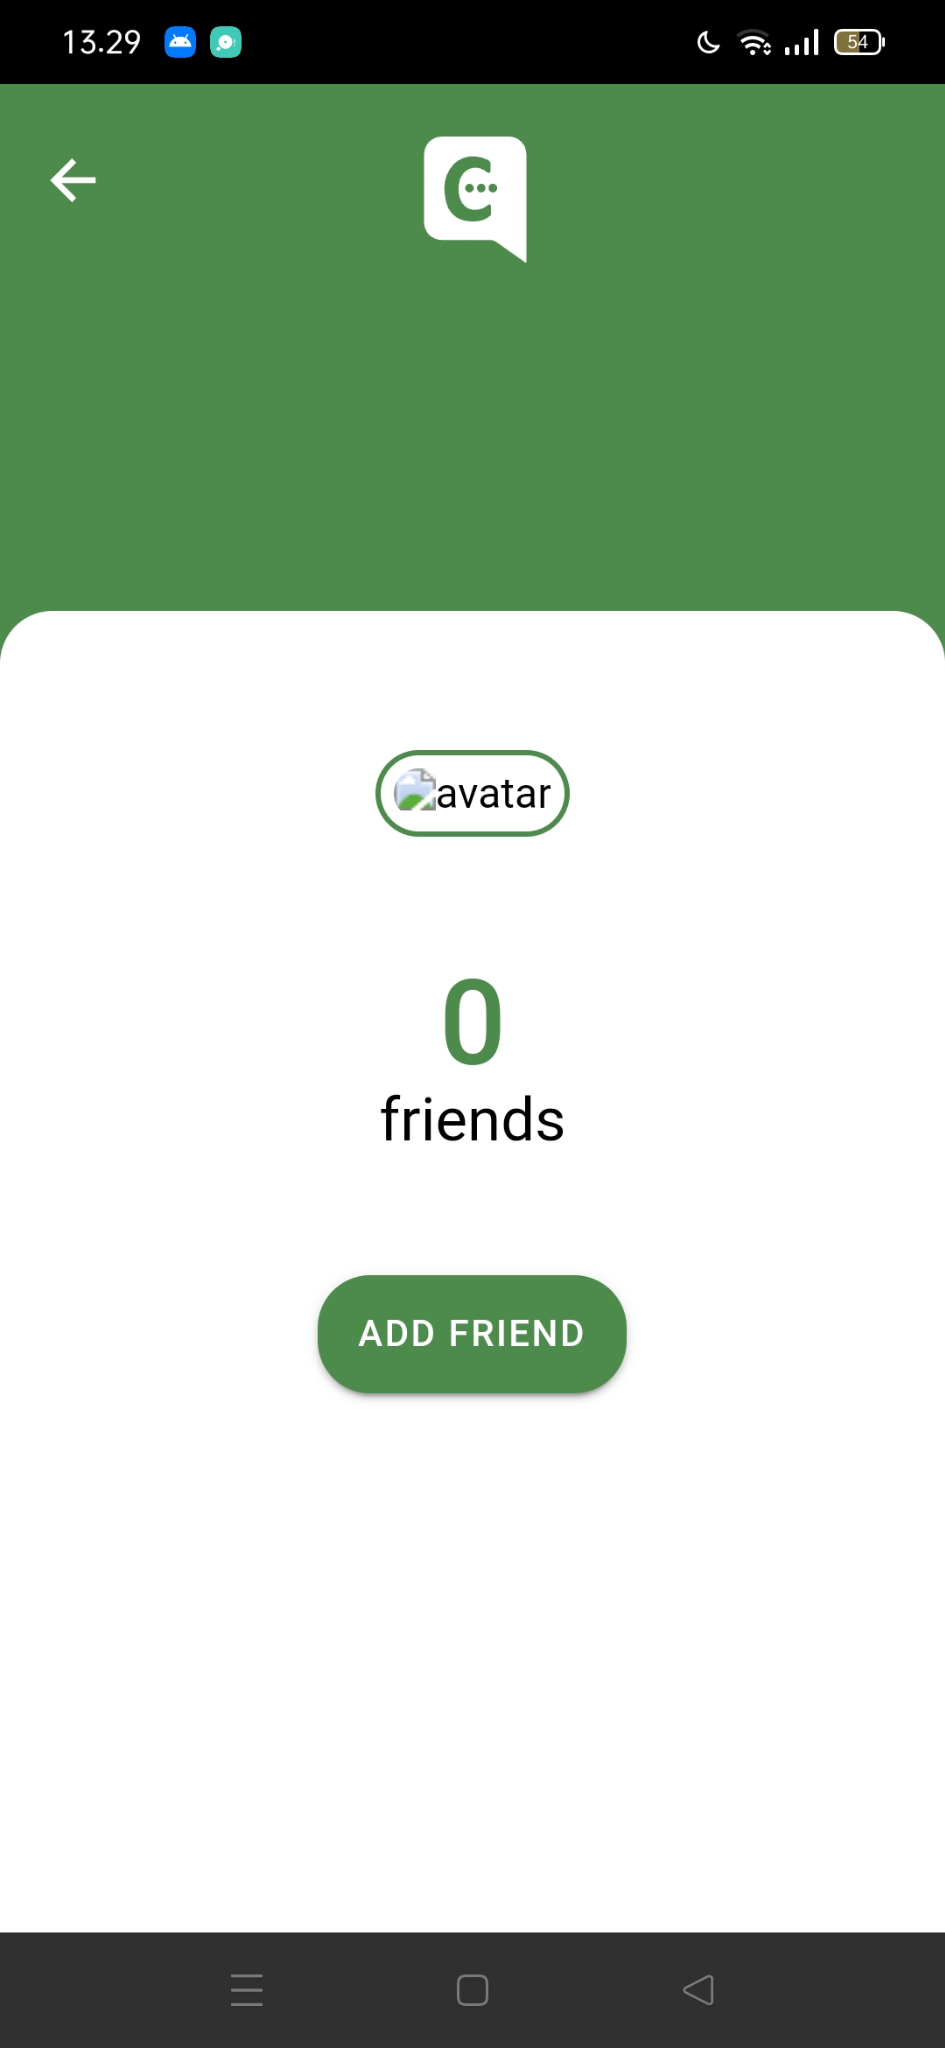 13.29
54
C
avatar
0
friends
ADD FRIEND